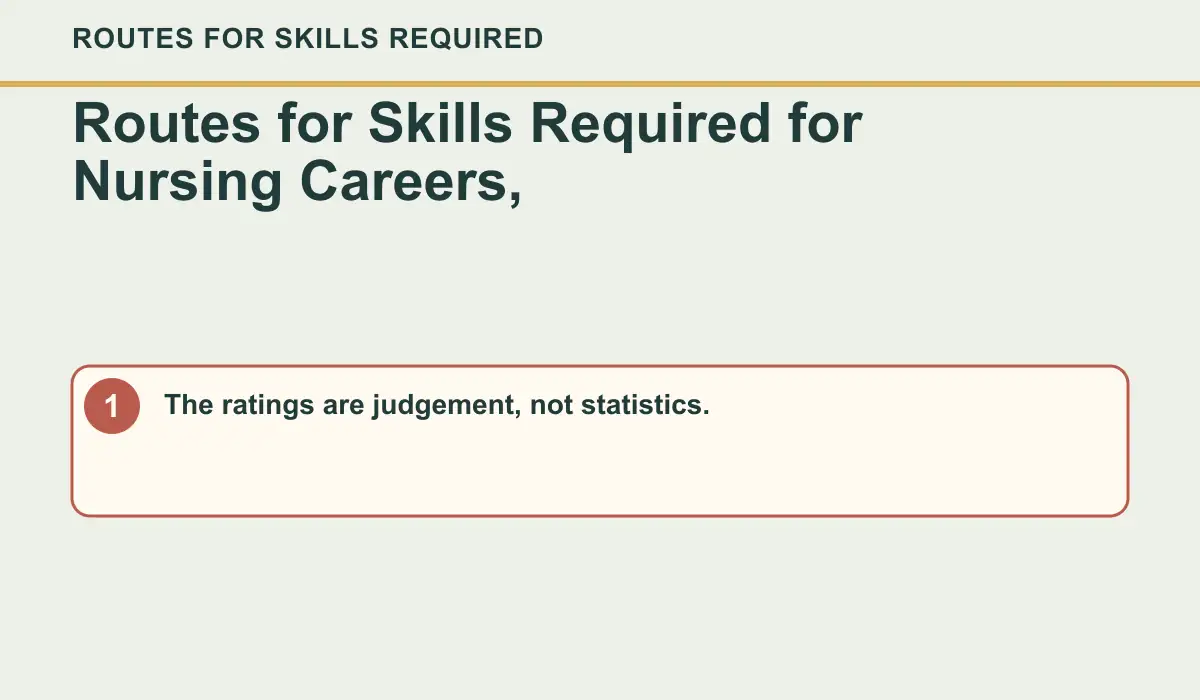 ROUTES FOR SKILLS REQUIRED
Routes for Skills Required for
Nursing Careers,
1 The ratings are judgement, not statistics.